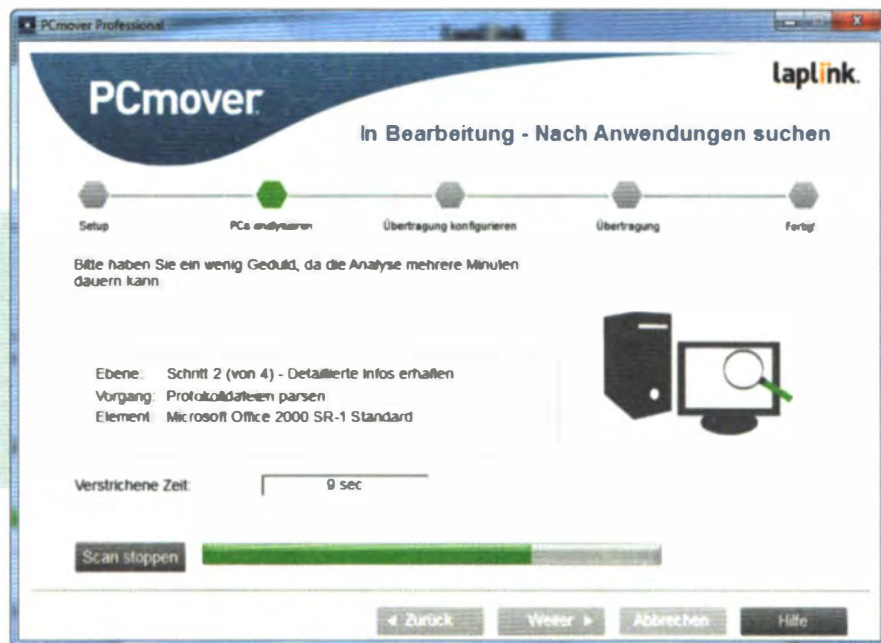 PCmover Professional
laplink.
PCmover
In Bearbeitung - Nach Anwendungen suchen
Setup
PCs analysieren
Übertragung konfigurieren
Übertragung
Fertig!
Bitte haben Sie ein wenig Geduld, da die Analyse mehrere Minuten
dauern kann
Ebene: Schritt 2 (von 4) - Detaillierte Infos erhalten
Vorgang: Protokolldateien parsen
Element: Microsoft Office 2000 SR-1 Standard
Verstrichene Zeit: 9 sec
Scan stoppen
Zurück
Weiter
Abbrechen
Hilfe